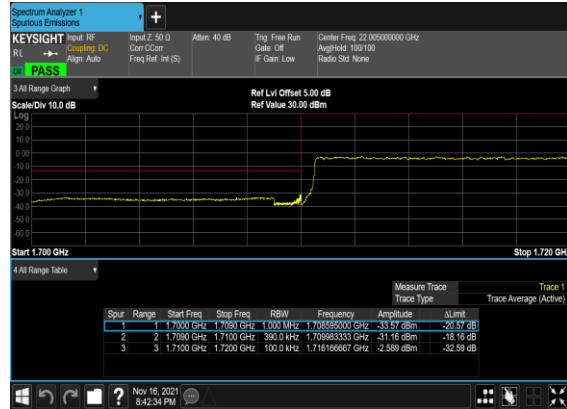 Spectrum Analyzer 1
Spurious Emissions
KEYSIGHT Input: RF Input Z: 50 Ω Atten: 40 dB Trig: Free Run Center Freq: 22.005000000 GHz
RL Coupling: DC Corr CCorr Gate: Off Avg|Hold: 100/100
Align: Auto Freq Ref: Int (S) IF Gain: Low Radio Std: None
PASS
3 All Range Graph
Ref Lvl Offset 5.00 dB
Scale/Div 10.0 dB Ref Value 30.00 dBm
Log
20.0
10.0
0.00
-10.0
-20.0
-30.0
-40.0
-50.0
-60.0
Start 1.700 GHz Stop 1.720 GH
4 All Range Table
Measure Trace Trace 1
Trace Type Trace Average (Active)
Spur Range Start Freq Stop Freq RBW Frequency Amplitude ΔLimit
1 1 1.7000 GHz 1.7090 GHz 1.000 MHz 1.708595000 GHz -33.57 dBm -20.57 dB
2 2 1.7090 GHz 1.7100 GHz 390.0 kHz 1.709983333 GHz -31.16 dBm -18.16 dB
3 3 1.7100 GHz 1.7200 GHz 100.0 kHz 1.716166667 GHz -2.589 dBm -32.59 dB
Nov 16, 2021
8:42:34 PM